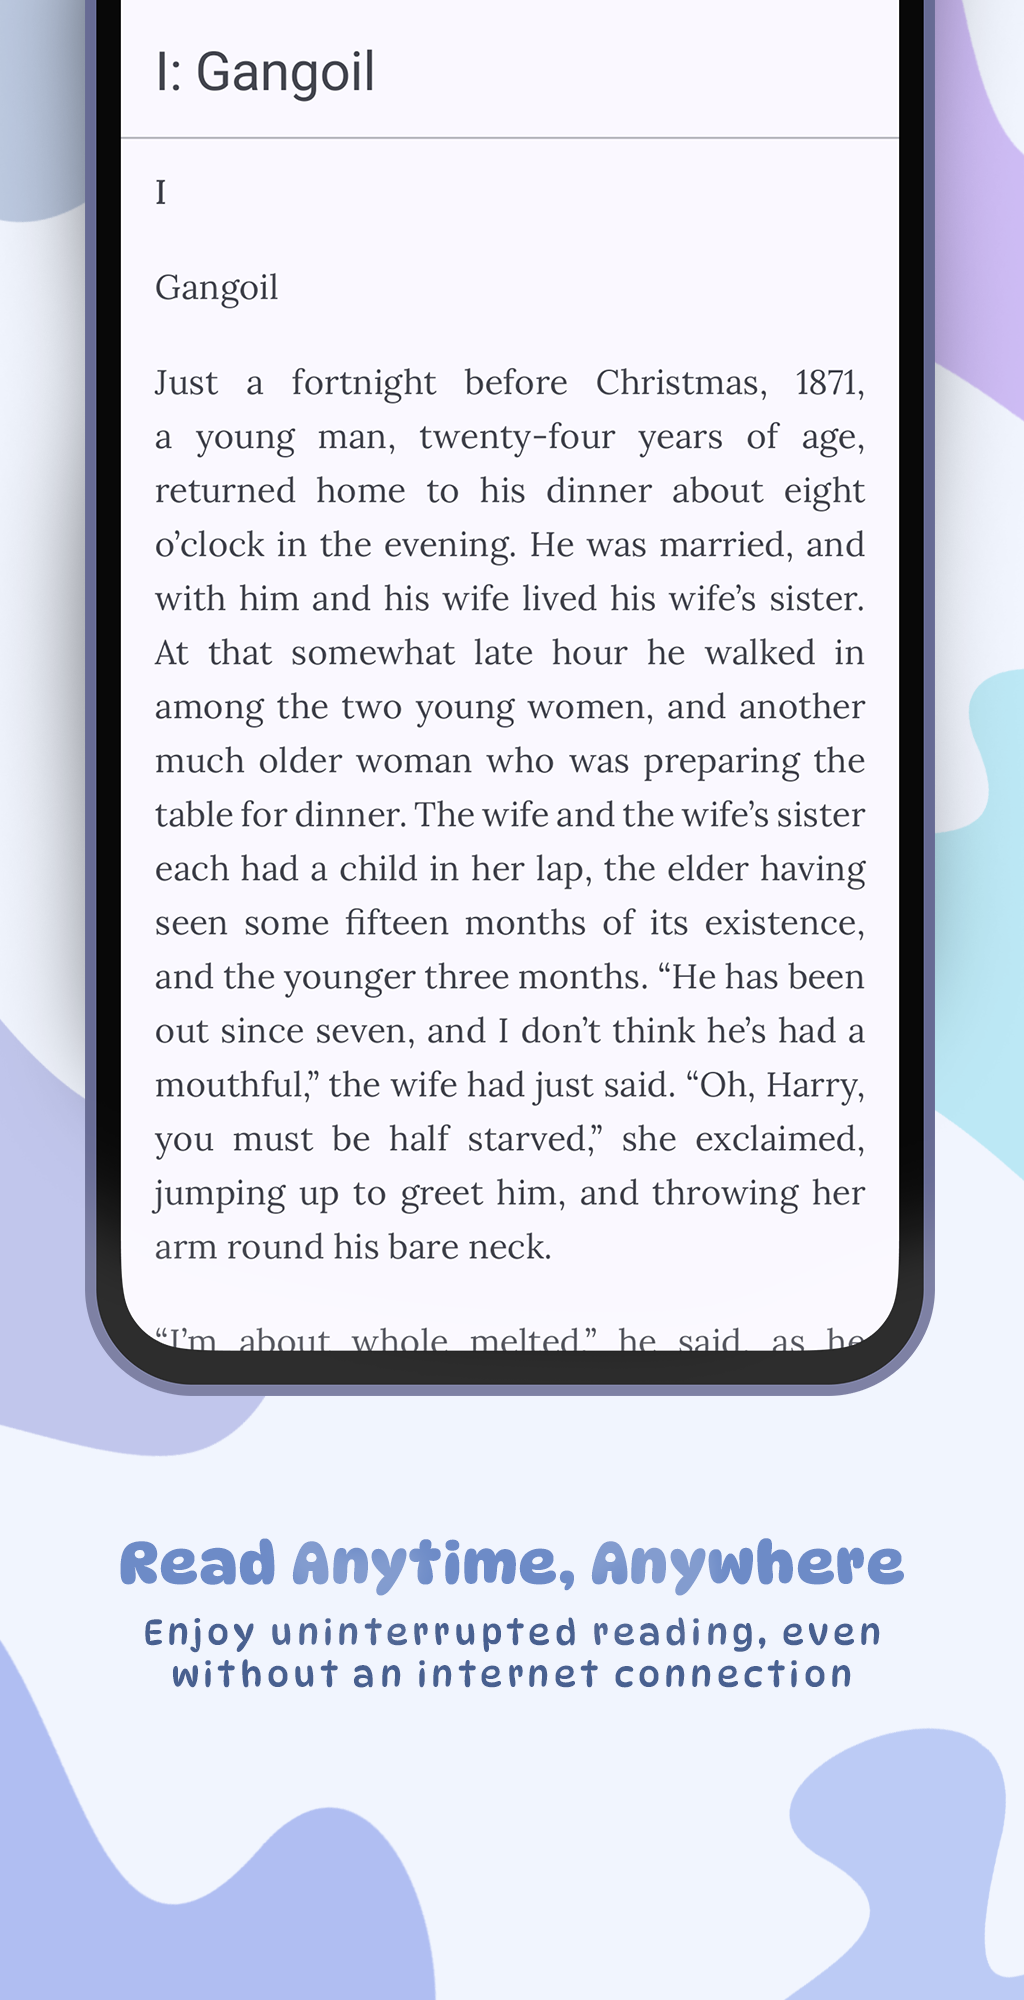 I: Gangoil
I
Gangoil
Just a fortnight before Christmas, 1871,
a young man, twenty-four years of age,
returned home to his dinner about eight
o’clock in the evening. He was married, and
with him and his wife lived his wife’s sister.
At that somewhat late hour he walked in
among the two young women, and another
much older woman who was preparing the
table for dinner. The wife and the wife’s sister
each had a child in her lap, the elder having
seen some fifteen months of its existence,
and the younger three months. “He has been
out since seven, and I don’t think he’s had a
mouthful,” the wife had just said. “Oh, Harry,
you must be half starved,” she exclaimed,
jumping up to greet him, and throwing her
arm round his bare neck.
“I’m about whole melted,” he said, as he
Read Anytime, Anywhere
Enjoy uninterrupted reading, even
without an internet connection